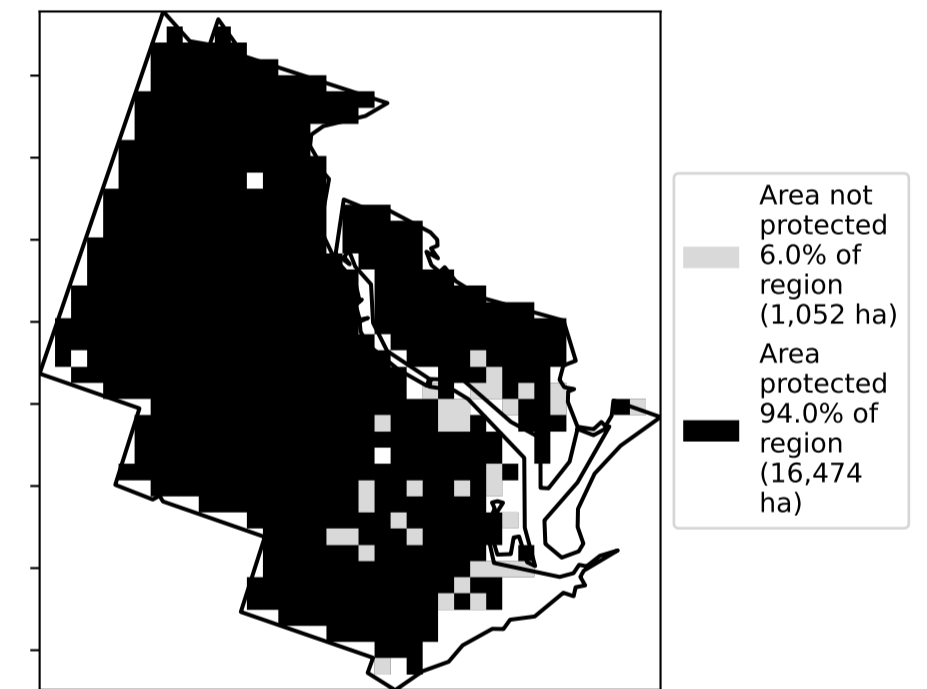 Area not
protected
6.0% of
region
(1,052 ha)
Area
protected
94.0% of
region
(16,474
ha)